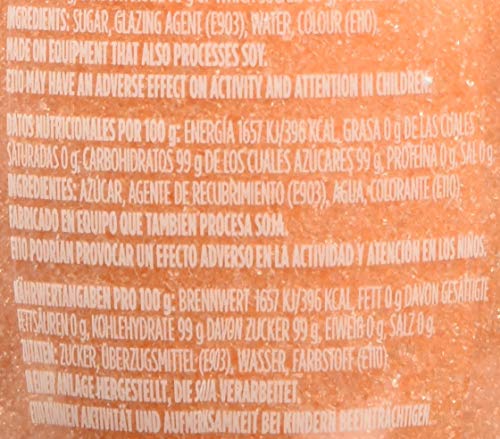 INGREDIENTS: SUGAR, GLAZING AGENT (E903), WATER, COLOUR (E110).
MADE ON EQUIPMENT THAT ALSO PROCESSES SOY.
E110 MAY HAVE AN ADVERSE EFFECT ON ACTIVITY AND ATTENTION IN CHILDREN.
DATOS NUTRICIONALES POR 100 g: ENERGÍA 1657 KJ/396 KCAL, GRASA 0 g DE LAS CUALES
SATURADAS 0 g, CARBOHIDRATOS 99 g DE LOS CUALES AZÚCARES 99 g, PROTEÍNA 0 g, SAL 0 g.
INGREDIENTES: AZÚCAR, AGENTE DE RECUBRIMIENTO (E903), AGUA, COLORANTE (E110).
FABRICADO EN EQUIPO QUE TAMBIÉN PROCESA SOJA.
E110 PODRÍAN PROVOCAR UN EFECTO ADVERSO EN LA ACTIVIDAD Y ATENCIÓN EN LOS NIÑOS.
NÄHRWERTANGABEN PRO 100 g: BRENNWERT 1657 KJ/396 KCAL, FETT 0 g DAVON GESÄTTIGTE
FETTSÄUREN 0 g, KOHLEHYDRATE 99 g DAVON ZUCKER 99 g, EIWEIß 0 g, SALZ 0 g.
ZUTATEN: ZUCKER, ÜBERZUGSMITTEL (E903), WASSER, FARBSTOFF (E110).
EINER ANLAGE HERGESTELLT, DIE SOJA VERARBEITET.
E110 KÖNNEN AKTIVITÄT UND AUFMERKSAMKEIT BEI KINDERN BEEINTRÄCHTIGEN.